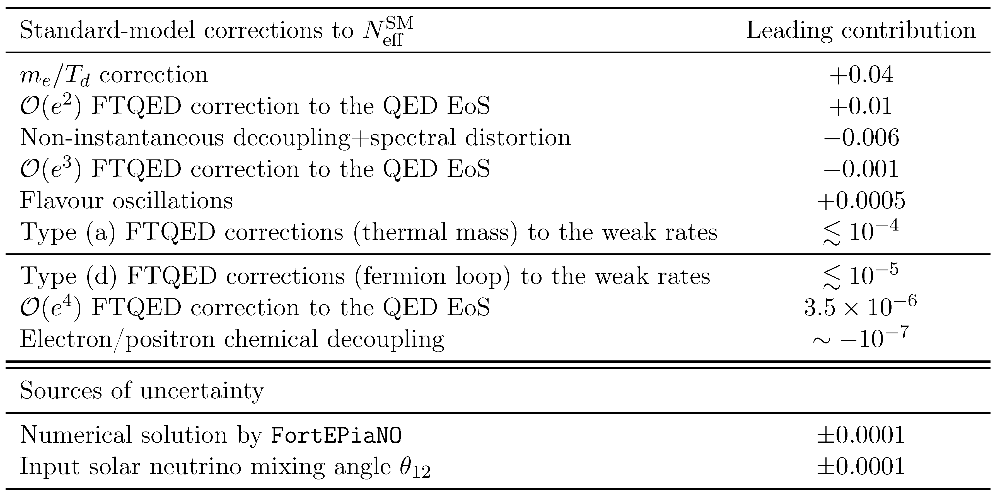 Standard-model corrections to $N_{\rm eff}^{\rm SM}$ Leading contribution
$m_e/T_d$ correction $+0.04$
$\mathcal{O}(e^2)$ FTQED correction to the QED EoS $+0.01$
Non-instantaneous decoupling+spectral distortion $-0.006$
$\mathcal{O}(e^3)$ FTQED correction to the QED EoS $-0.001$
Flavour oscillations $+0.0005$
Type (a) FTQED corrections (thermal mass) to the weak rates $\lesssim 10^{-4}$
Type (d) FTQED corrections (fermion loop) to the weak rates $\lesssim 10^{-5}$
$\mathcal{O}(e^4)$ FTQED correction to the QED EoS $3.5 \times 10^{-6}$
Electron/positron chemical decoupling $\sim -10^{-7}$
Sources of uncertainty
Numerical solution by FortEPiaNO $\pm 0.0001$
Input solar neutrino mixing angle $\theta_{12}$ $\pm 0.0001$